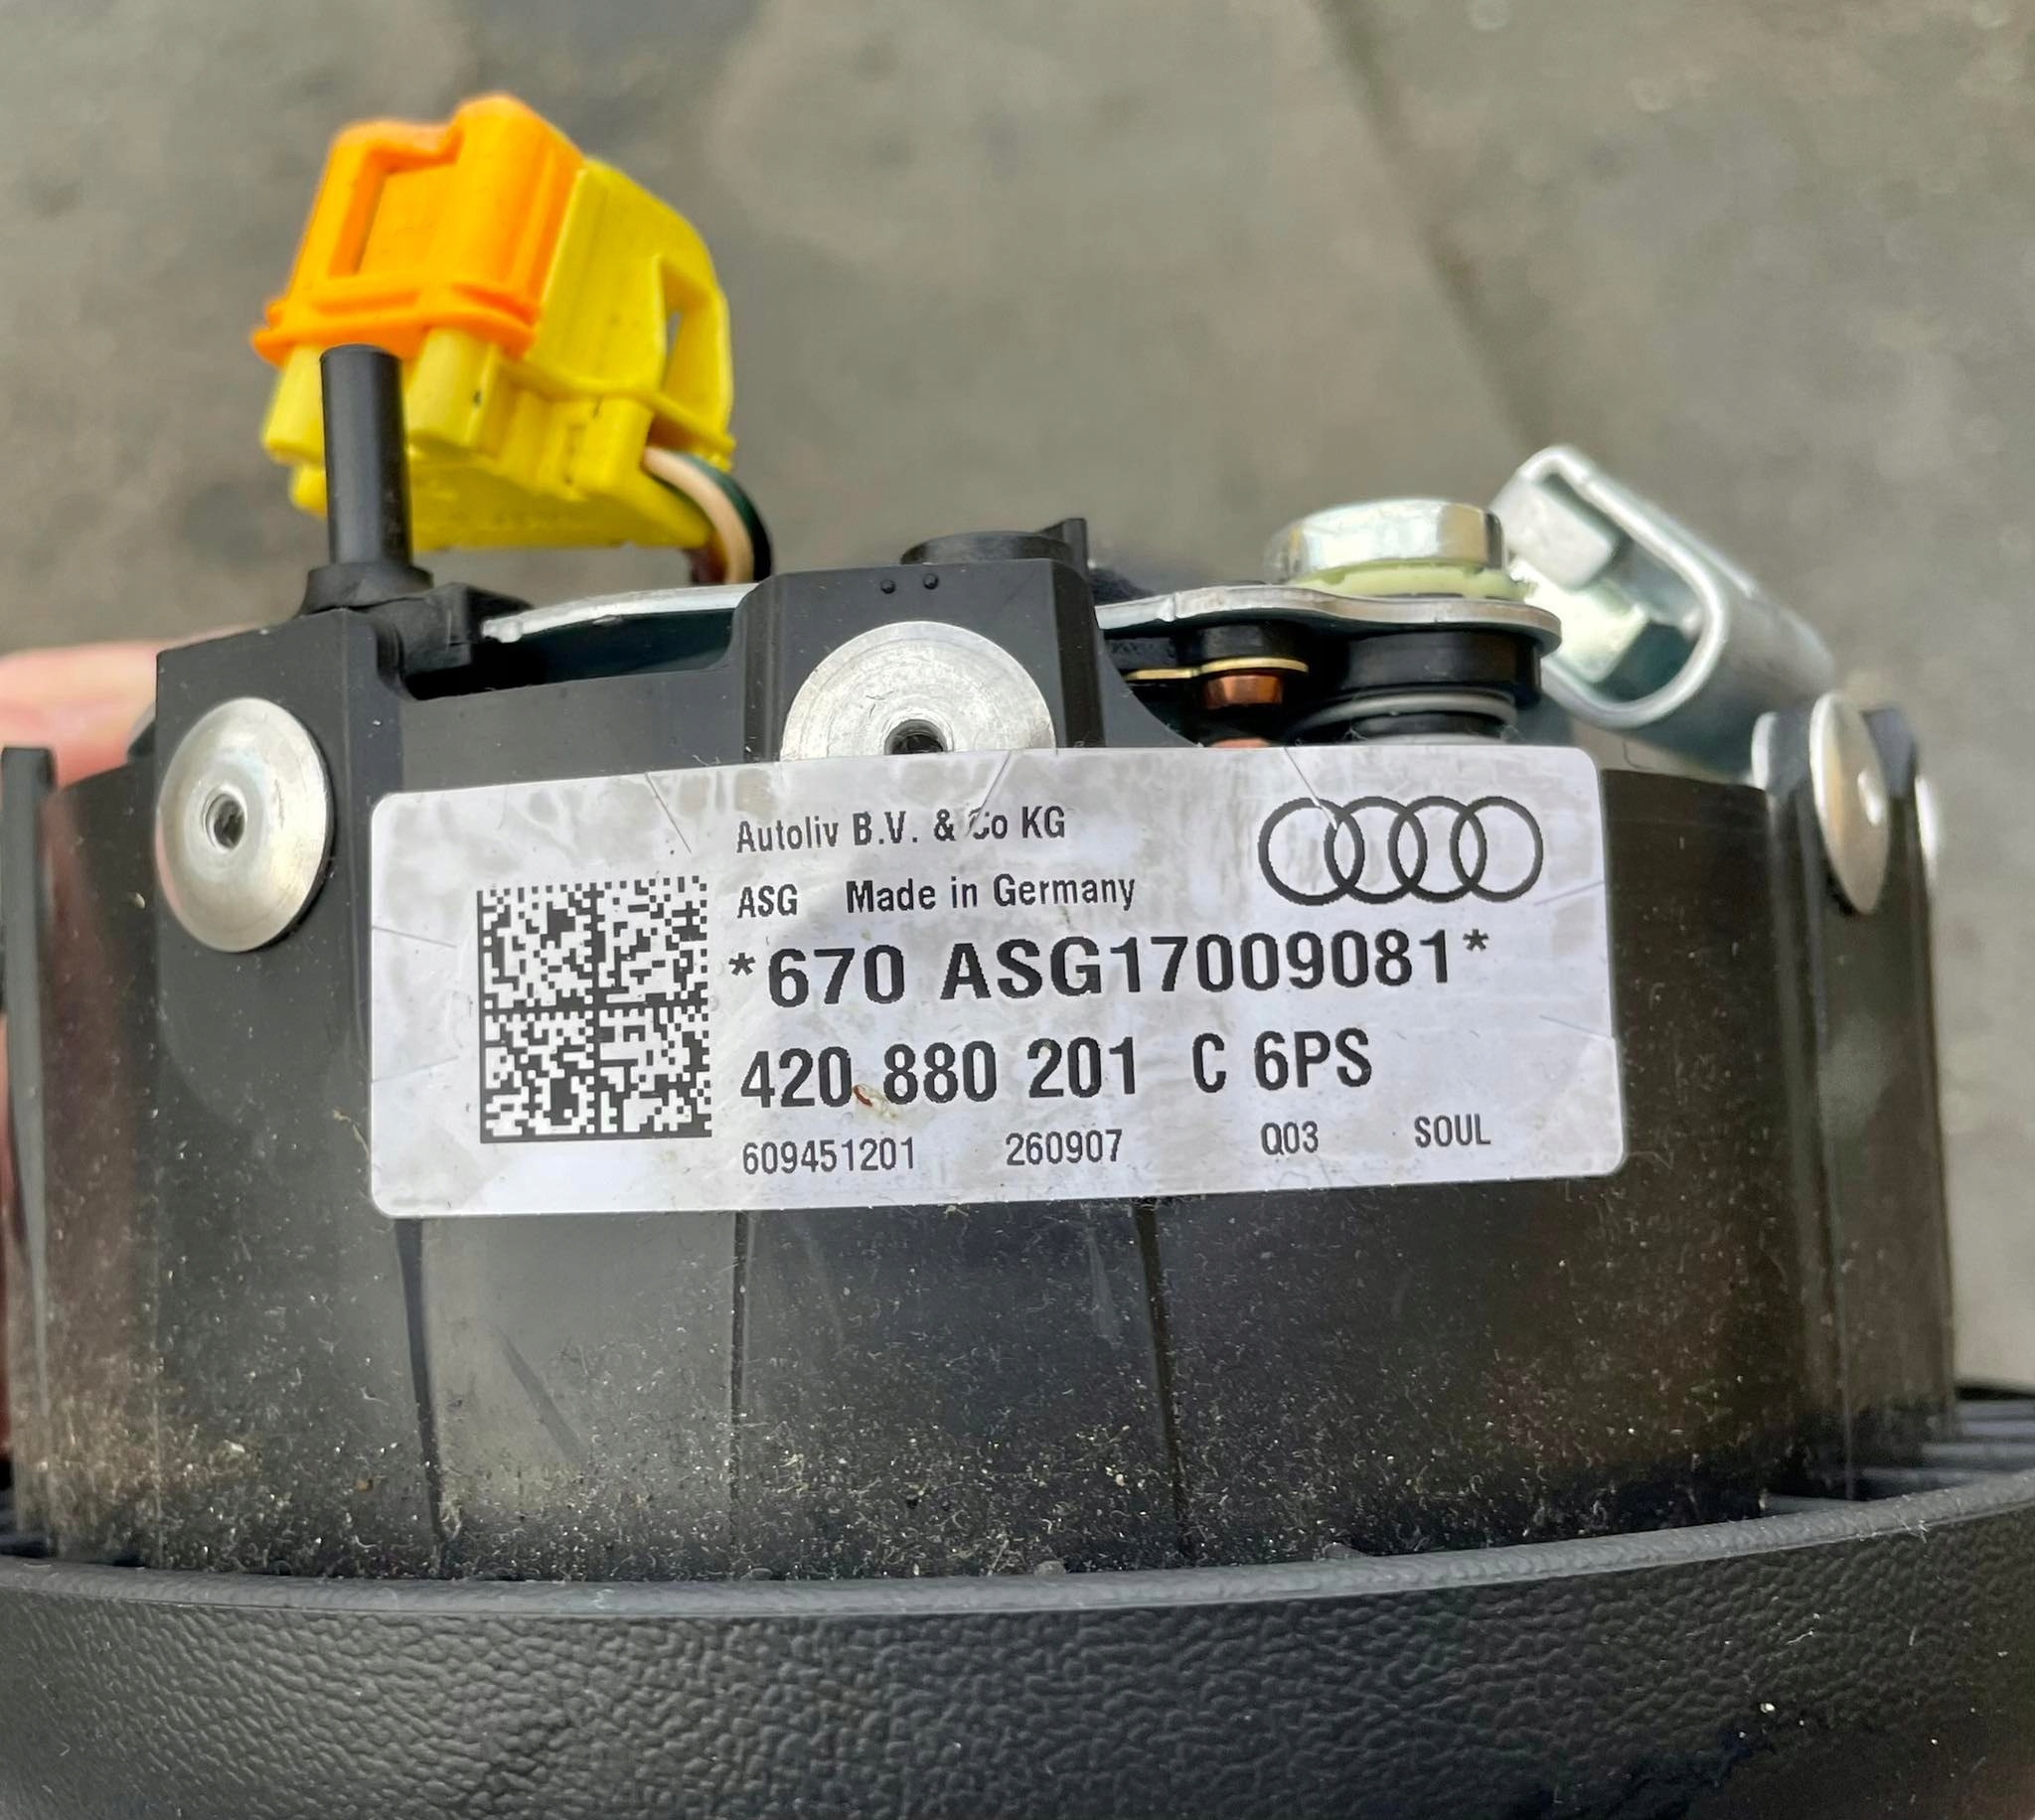 Autoliv B.V. & Co KG
ASG Made in Germany
*670 ASG17009081*
420 880 201 C 6PS
609451201 260907 Q03 SOUL